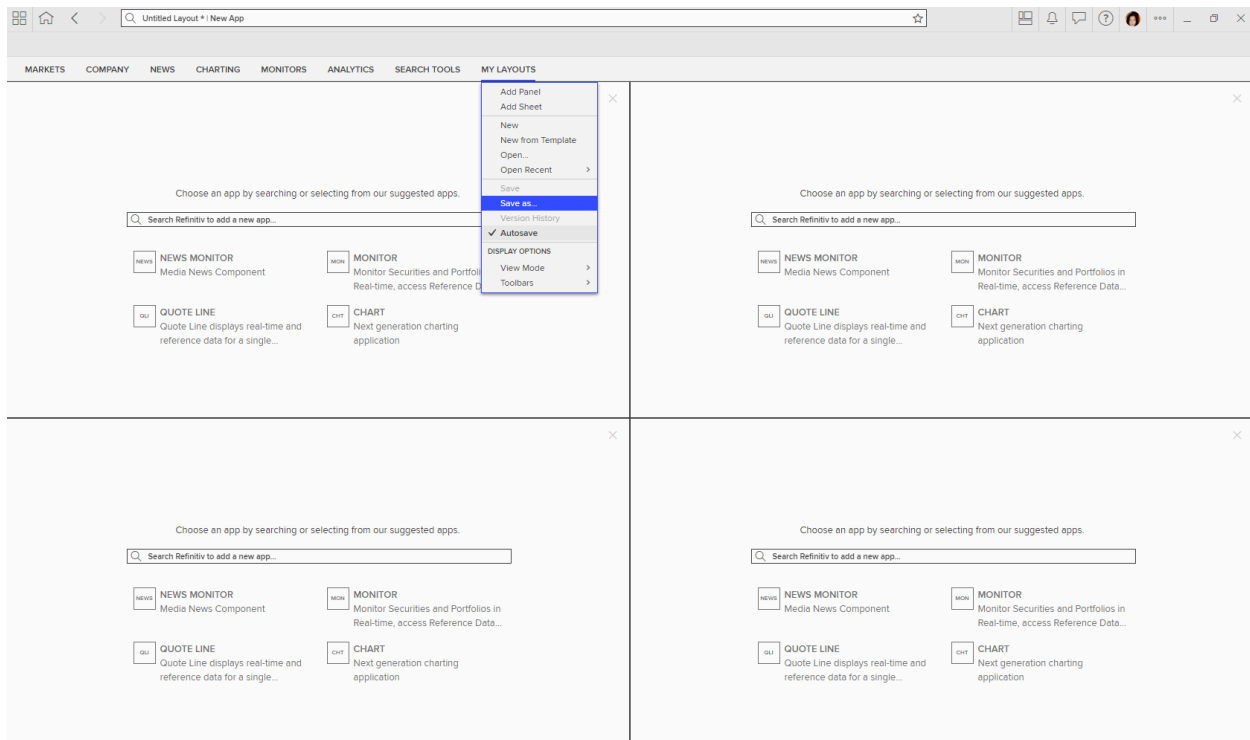 Untitled Layout * | New App
MARKETS COMPANY NEWS CHARTING MONITORS ANALYTICS SEARCH TOOLS MY LAYOUTS
Add Panel
Add Sheet
New
New from Template
Open...
Open Recent
Save
Save as...
Version History
Autosave
DISPLAY OPTIONS
View Mode
Toolbars
Choose an app by searching or selecting from our suggested apps.
Search Refinitiv to add a new app...
NEWS NEWS MONITOR
Media News Component
MON MONITOR
Monitor Securities and Portfoli
Real-time, access Reference D
QLI QUOTE LINE
Quote Line displays real-time and
reference data for a single...
CHT CHART
Next generation charting
application
Choose an app by searching or selecting from our suggested apps.
Search Refinitiv to add a new app...
NEWS NEWS MONITOR
Media News Component
MON MONITOR
Monitor Securities and Portfolios in
Real-time, access Reference Data...
QLI QUOTE LINE
Quote Line displays real-time and
reference data for a single...
CHT CHART
Next generation charting
application
Choose an app by searching or selecting from our suggested apps.
Search Refinitiv to add a new app...
NEWS NEWS MONITOR
Media News Component
MON MONITOR
Monitor Securities and Portfolios in
Real-time, access Reference Data...
QLI QUOTE LINE
Quote Line displays real-time and
reference data for a single...
CHT CHART
Next generation charting
application
Choose an app by searching or selecting from our suggested apps.
Search Refinitiv to add a new app...
NEWS NEWS MONITOR
Media News Component
MON MONITOR
Monitor Securities and Portfolios in
Real-time, access Reference Data...
QLI QUOTE LINE
Quote Line displays real-time and
reference data for a single...
CHT CHART
Next generation charting
application